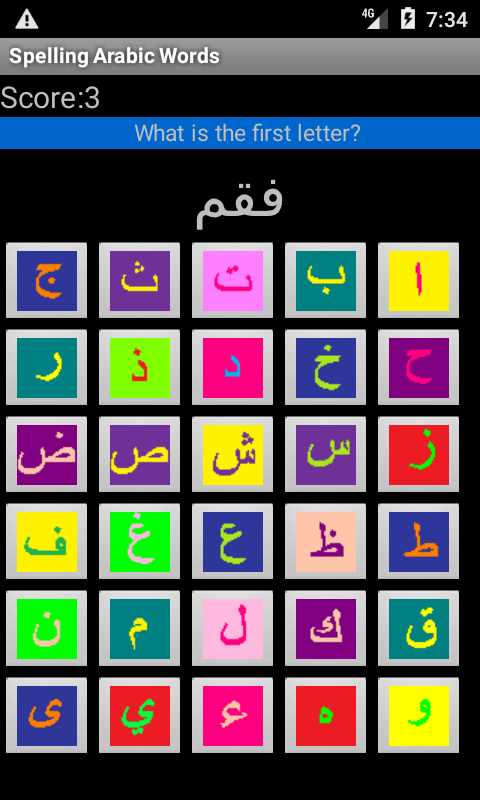 4G 7:34
Spelling Arabic Words
Score:3
What is the first letter?
فقم
ا ب ت ث ج
ح خ د ذ ر
ز س ش ص ض
ط ظ ع غ ف
ق ك ل م ن
و ه ء ي ى